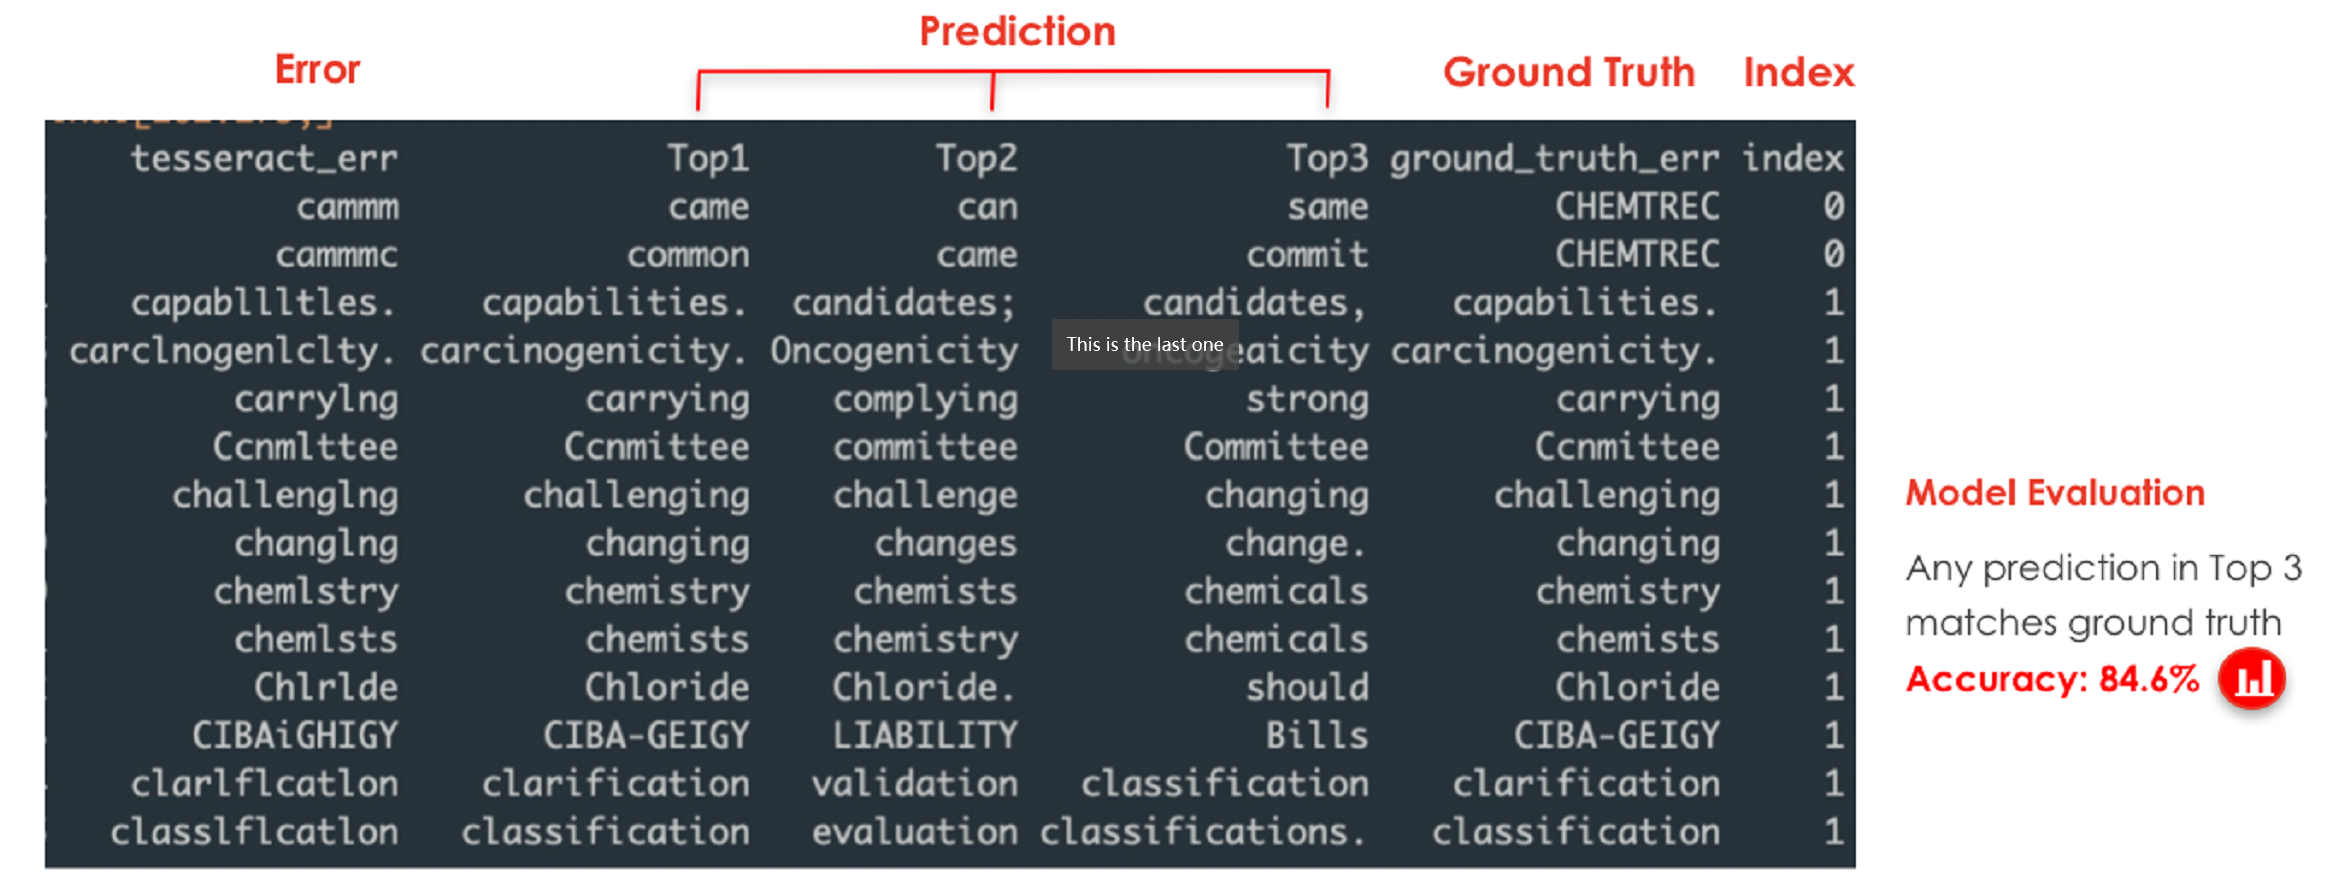 Prediction
Error Ground Truth Index
tesseract_err Top1 Top2 Top3 ground_truth_err index
cammm came can same CHEMTREC 0
cammmc common came commit CHEMTREC 0
capabllltles. capabilities. candidates; candidates, capabilities. 1
carclnogenlclty. carcinogenicity. Oncogenicity This is the last one carcinogenicity. 1
carrylng carrying complying strong carrying 1
Ccnmlttee Ccnmittee committee Committee Ccnmittee 1
challenglng challenging challenge changing challenging 1
Model Evaluation
changlng changing changes change. changing 1
Any prediction in Top 3
chemlstry chemistry chemists chemicals chemistry 1
matches ground truth
chemlsts chemists chemistry chemicals chemists 1
Accuracy: 84.6%
Chlrlde Chloride Chloride. should Chloride 1
CIBAiGHIGY CIBA-GEIGY LIABILITY Bills CIBA-GEIGY 1
clarlflcatlon clarification validation classification clarification 1
classlflcatlon classification evaluation classifications. classification 1